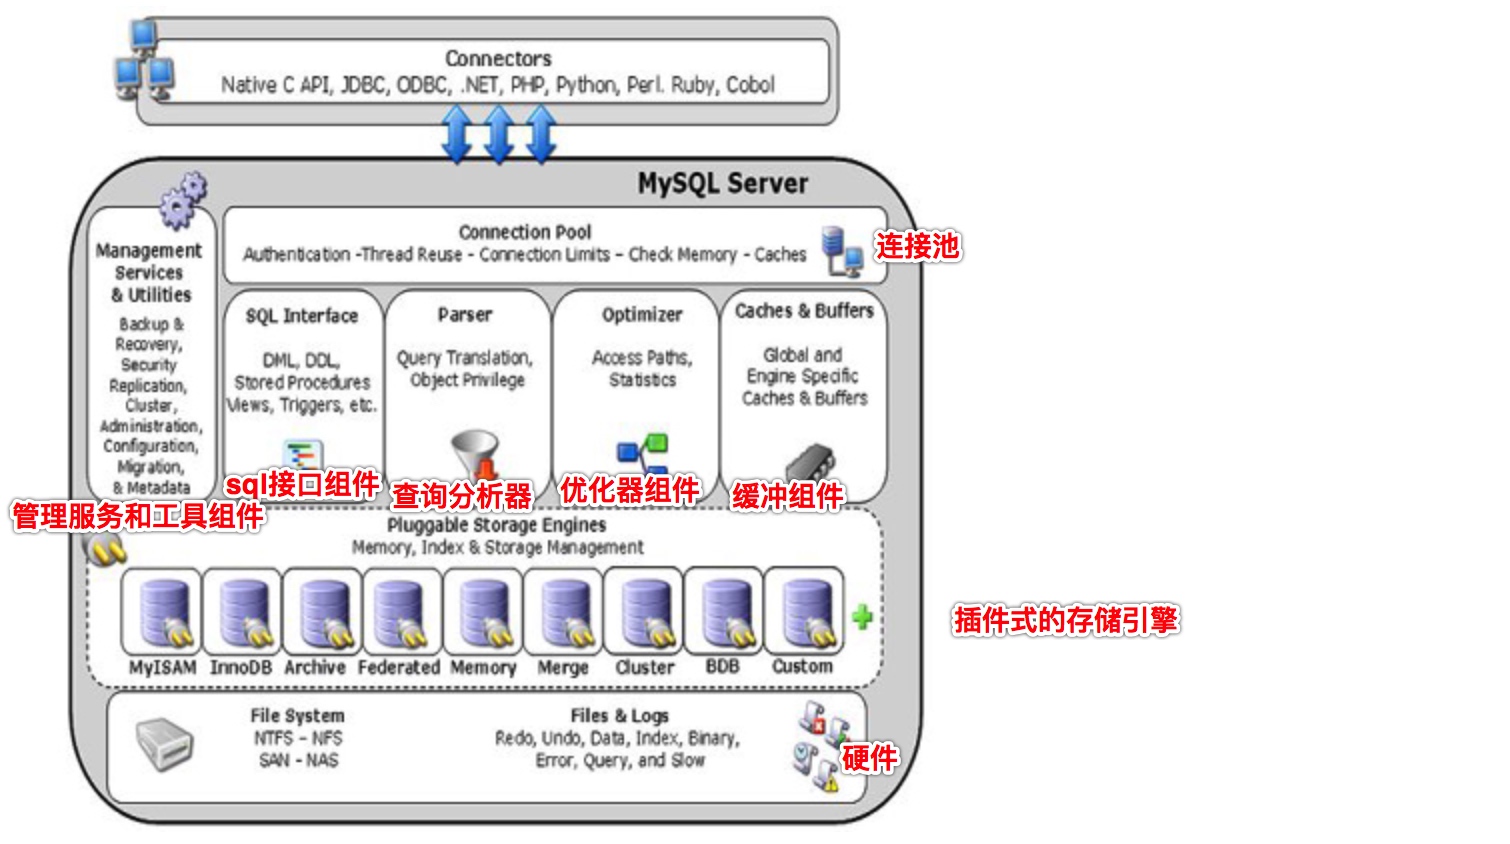 Connectors
Native C API, JDBC, ODBC, .NET, PHP, Python, Perl. Ruby, Cobol
MySQL Server
Management
Services
& Utilities
Backup &
Recovery,
Security
Replication,
Cluster,
Administration,
Configuration,
Migration,
& Metadata
管理服务和工具组件
Connection Pool
Authentication -Thread Reuse - Connection Limits – Check Memory - Caches
连接池
SQL Interface
DML, DDL,
Stored Procedures
Views, Triggers, etc.
sql接口组件
Parser
Query Translation,
Object Privilege
查询分析器
Optimizer
Access Paths,
Statistics
优化器组件
Caches & Buffers
Global and
Engine Specific
Caches & Buffers
缓冲组件
Pluggable Storage Engines
Memory, Index & Storage Management
MyISAM
InnoDB
Archive
Federated
Memory
Merge
Cluster
BDB
Custom
插件式的存储引擎
File System
NTFS – NFS
SAN - NAS
Files & Logs
Redo, Undo, Data, Index, Binary,
Error, Query, and Slow
硬件